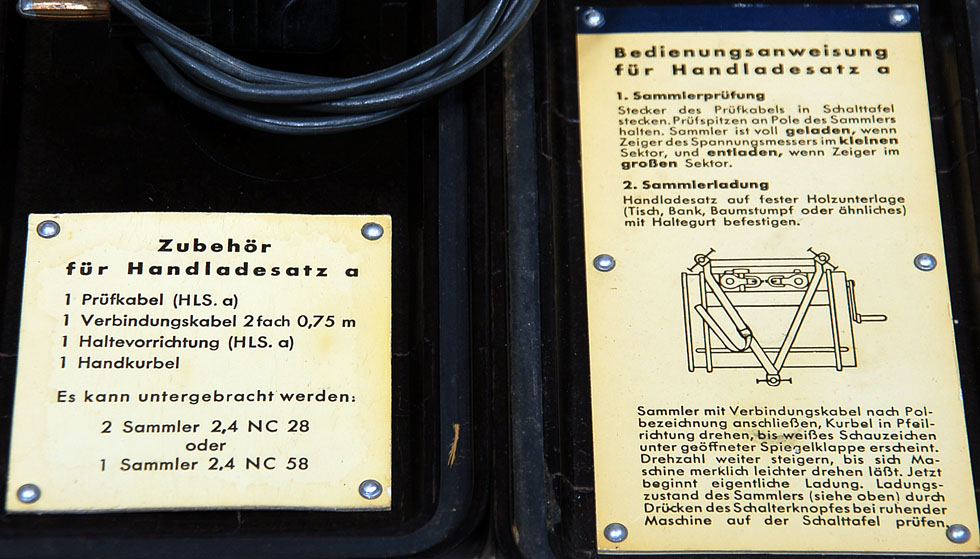 Zubehör
für Handladesatz a
1 Prüfkabel (HLS. a)
1 Verbindungskabel 2fach 0,75 m
1 Haltevorrichtung (HLS. a)
1 Handkurbel
Es kann untergebracht werden:
2 Sammler 2,4 NC 28
oder
1 Sammler 2,4 NC 58
Bedienungsanweisung
für Handladesatz a
1. Sammlerprüfung
Stecker des Prüfkabels in Schalttafel
stecken. Prüfspitzen an Pole des Sammlers
halten. Sammler ist voll geladen, wenn
Zeiger des Spannungsmessers im kleinen
Sektor, und entladen, wenn Zeiger im
großen Sektor.
2. Sammlerladung
Handladesatz auf fester Holzunterlage
(Tisch, Bank, Baumstumpf oder ähnliches)
mit Haltegurt befestigen.
Sammler mit Verbindungskabel nach Pol-
bezeichnung anschließen, Kurbel in Pfeil-
richtung drehen, bis weißes Schauzeichen
unter geöffneter Spiegelklappe erscheint.
Drehzahl weiter steigern, bis sich Ma-
schine merklich leichter drehen läßt. Jetzt
beginnt eigentliche Ladung. Ladungs-
zustand des Sammlers (siehe oben) durch
Drücken des Schalterknopfes bei ruhender
Maschine auf der Schalttafel prüfen.